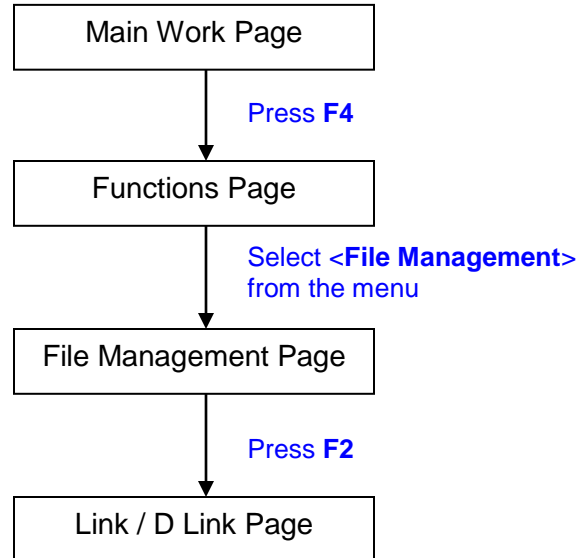 Main Work Page
Press F4
Functions Page
Select <File Management>
from the menu
File Management Page
Press F2
Link / D Link Page